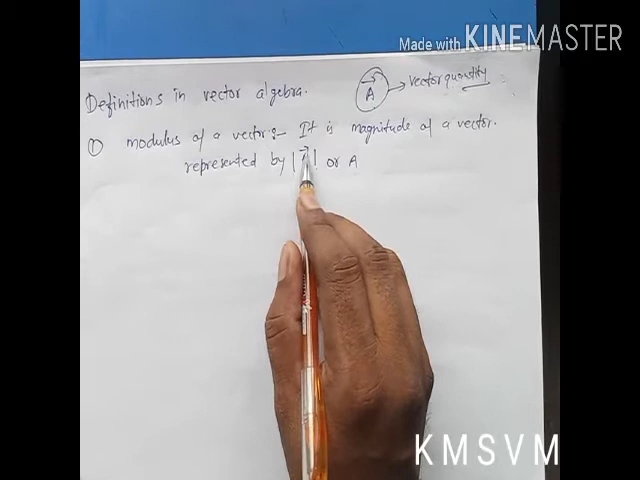 Made with KINEMASTER
Definitions in vector algebra.
A → vector quantity
① modulus of a vector :- It is magnitude of a vector.
represented by | | or A
KMSVM